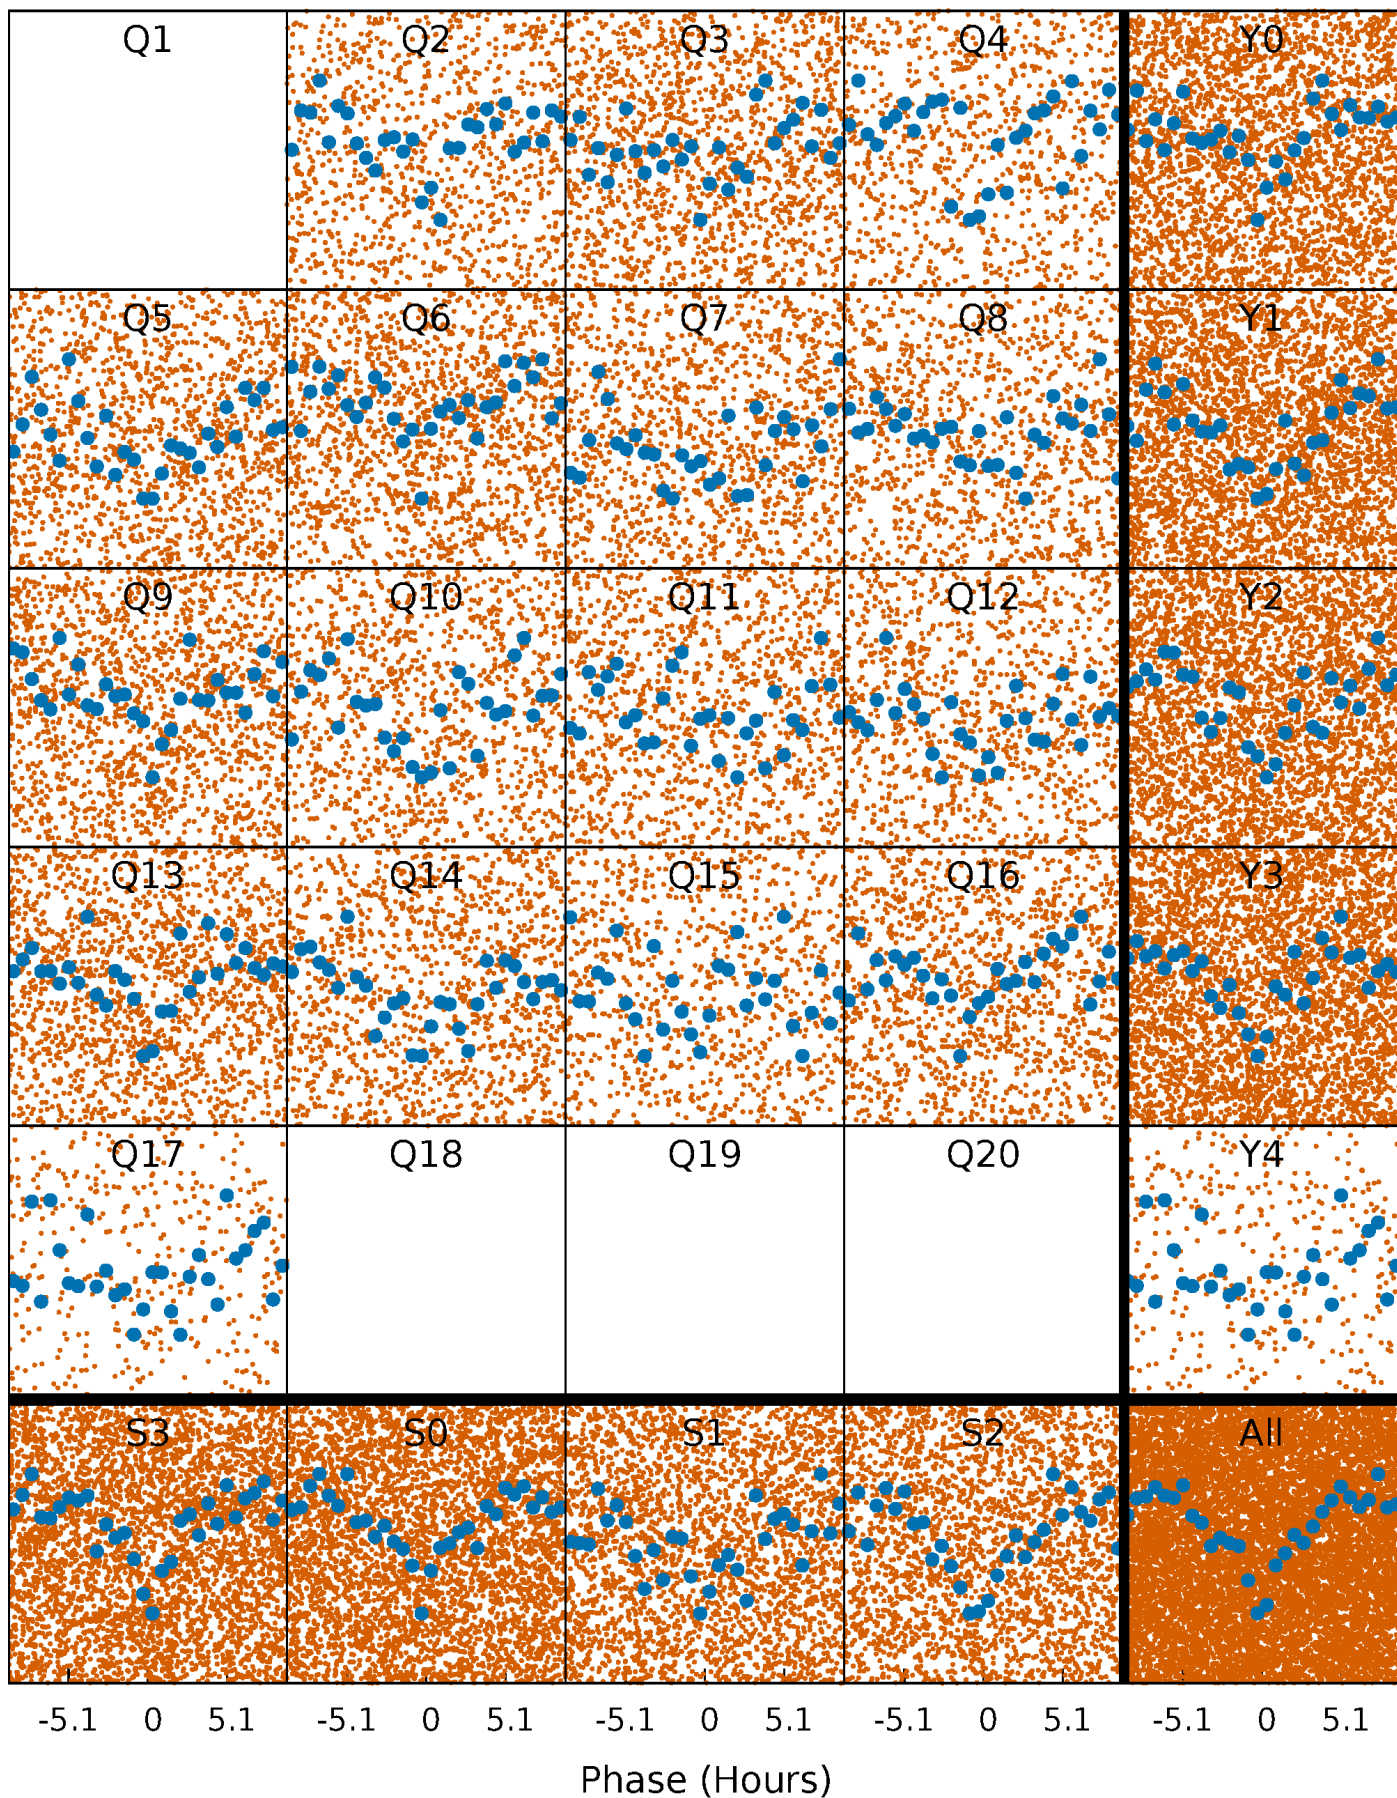 Q1 Q2 Q3 Q4 Y0
Q5 Q6 Q7 Q8 Y1
Q9 Q10 Q11 Q12 Y2
Q13 Q14 Q15 Q16 Y3
Q17 Q18 Q19 Q20 Y4
S3 S0 S1 S2 All
-5.1 0 5.1 -5.1 0 5.1 -5.1 0 5.1 -5.1 0 5.1 -5.1 0 5.1
Phase (Hours)